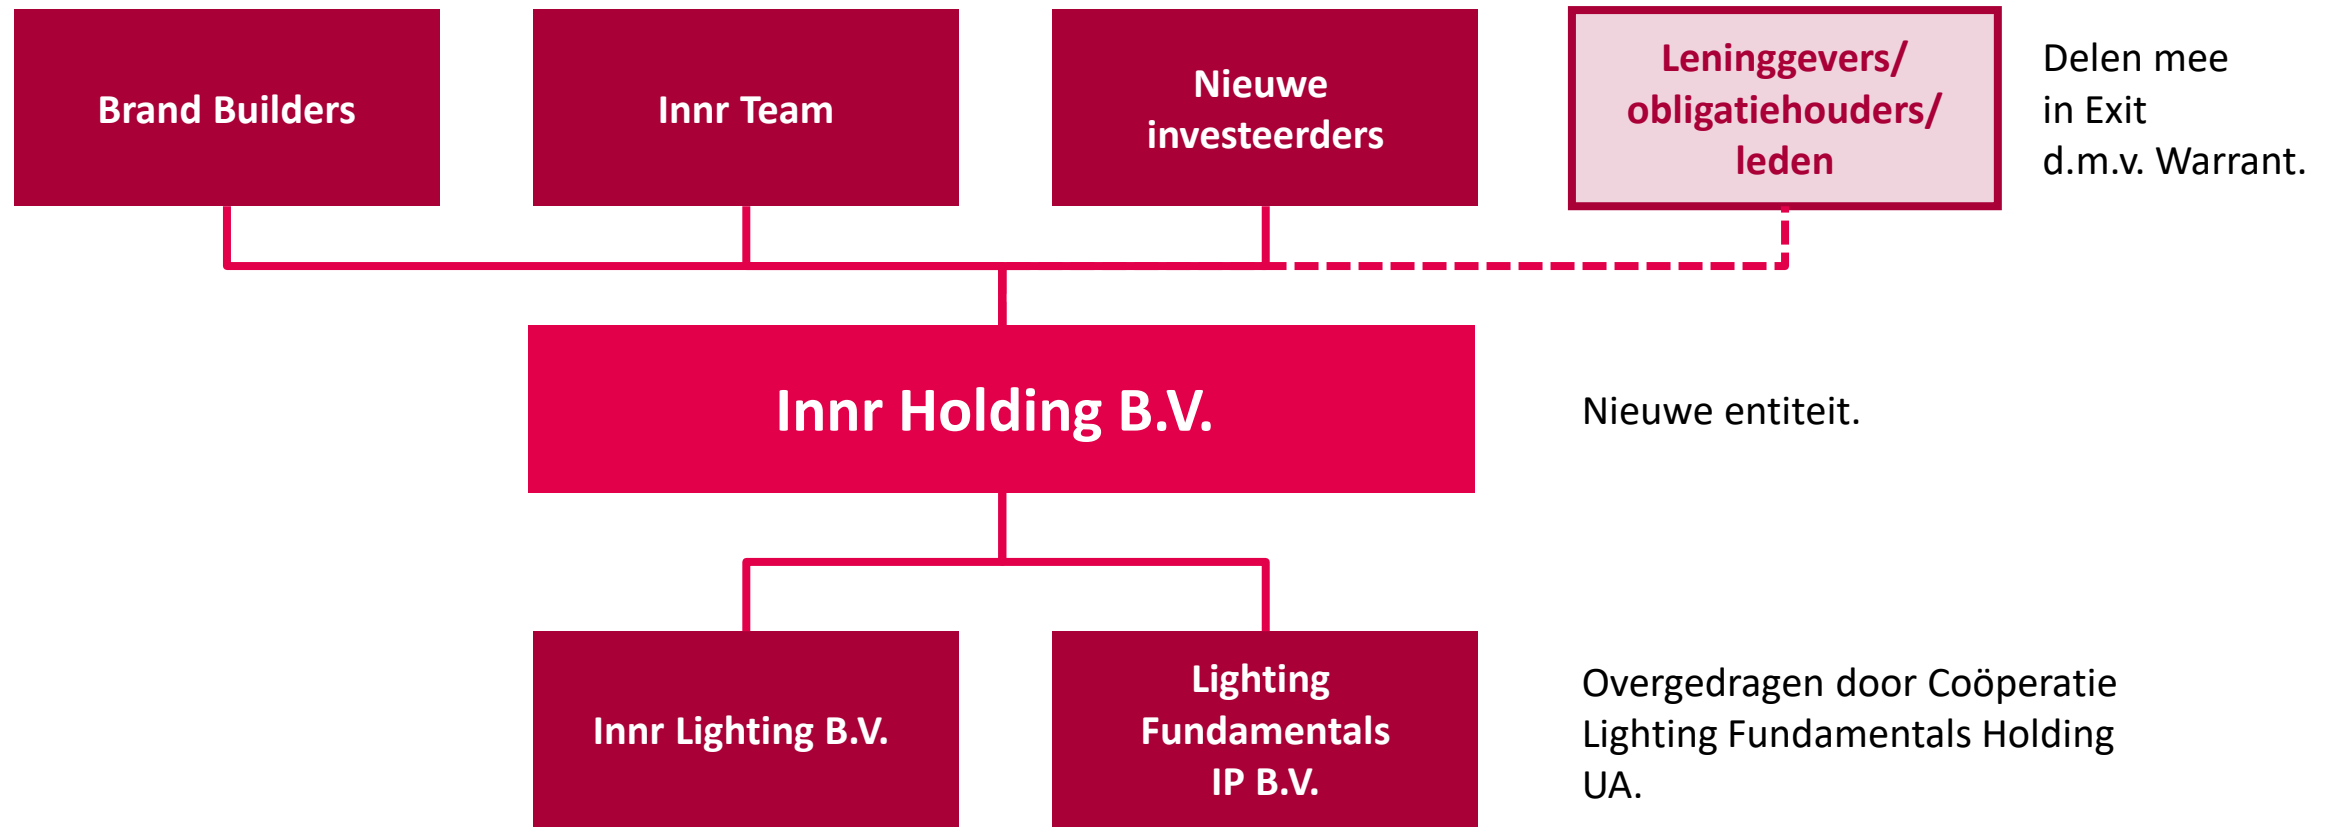 Brand Builders
Innr Team
Nieuwe
investeerders
Leninggevers/
obligatiehouders/
leden
Delen mee
in Exit
d.m.v. Warrant.
Innr Holding B.V.
Nieuwe entiteit.
Innr Lighting B.V.
Lighting
Fundamentals
IP B.V.
Overgedragen door Coöperatie
Lighting Fundamentals Holding
UA.